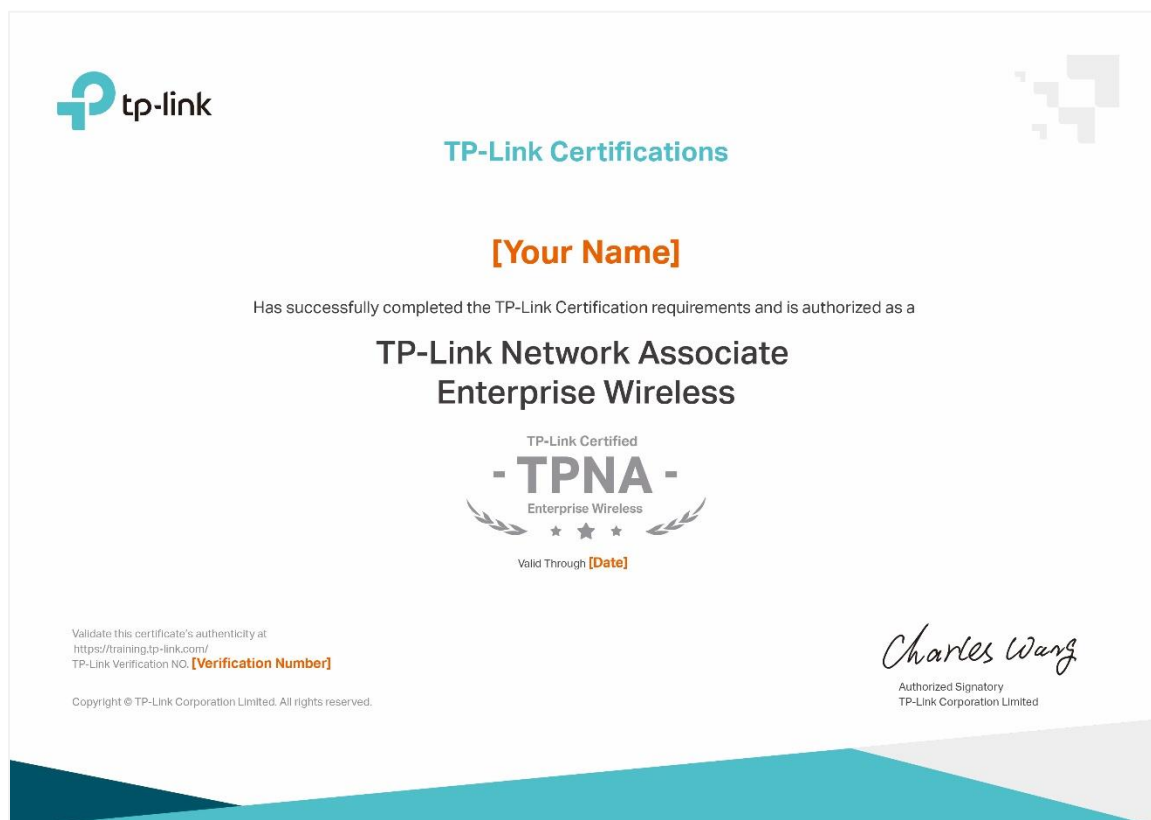 tp-link
TP-Link Certifications
[Your Name]
Has successfully completed the TP-Link Certification requirements and is authorized as a
TP-Link Network Associate
Enterprise Wireless
TP-Link Certified
- TPNA -
Enterprise Wireless
Valid Through [Date]
Validate this certificate's authenticity at
https://training.tp-link.com/
TP-Link Verification NO. [Verification Number]
Copyright © TP-Link Corporation Limited. All rights reserved.
Charles Wang
Authorized Signatory
TP-Link Corporation Limited